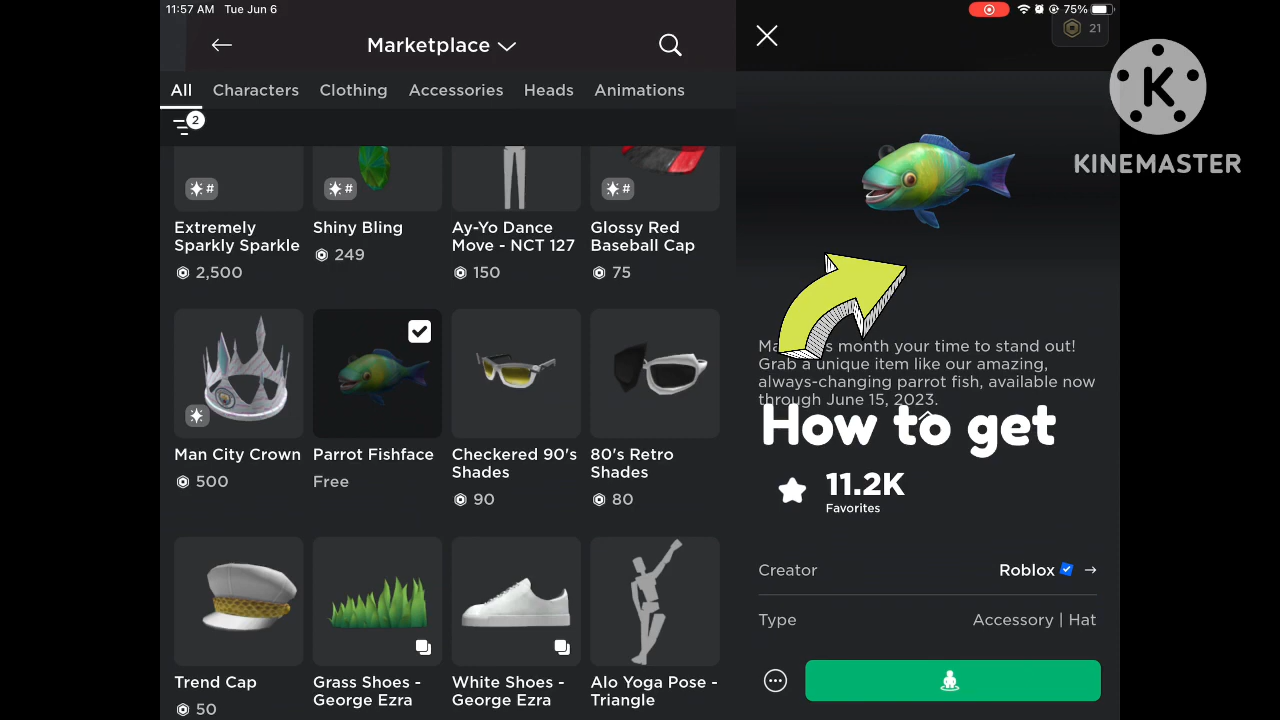 11:57 AM Tue Jun 6
75%
Marketplace
21
All Characters Clothing Accessories Heads Animations
2
K
KINEMASTER
#
#
#
Extremely Sparkly Sparkle
2,500
Shiny Bling
249
Ay-Yo Dance Move - NCT 127
150
Glossy Red Baseball Cap
75
Man City Crown
500
Parrot Fishface
Free
Checkered 90's Shades
90
80's Retro Shades
80
Trend Cap
50
Grass Shoes - George Ezra
White Shoes - George Ezra
Alo Yoga Pose - Triangle
month your time to stand out!
Grab a unique item like our amazing,
always-changing parrot fish, available now
through June 15, 2023.
How to get
11.2K
Favorites
Creator Roblox
Type Accessory | Hat